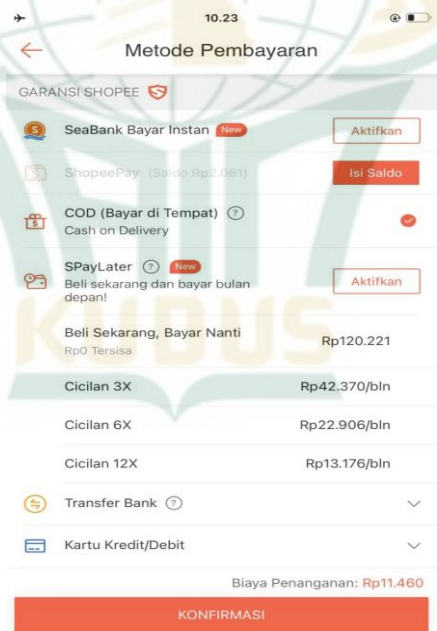 10.23
Metode Pembayaran
GARANSI SHOPEE
SeaBank Bayar Instan New
Aktifkan
ShopeePay (Saldo Rp2.061)
Isi Saldo
COD (Bayar di Tempat) ?
Cash on Delivery
SPayLater ? New
Beli sekarang dan bayar bulan
depan!
Aktifkan
Beli Sekarang, Bayar Nanti
Rp0 Tersisa
Rp120.221
Cicilan 3X Rp42.370/bln
Cicilan 6X Rp22.906/bln
Cicilan 12X Rp13.176/bln
Transfer Bank ?
Kartu Kredit/Debit
Biaya Penanganan: Rp11.460
KONFIRMASI
KUDUS